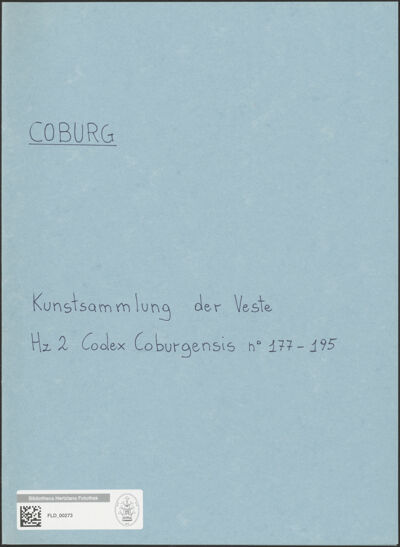 COBURG
Kunstsammlung der Veste
Hz 2 Codex Coburgensis n° 177-195
Bibliotheca Hertziana Fotothek
FLD_00273